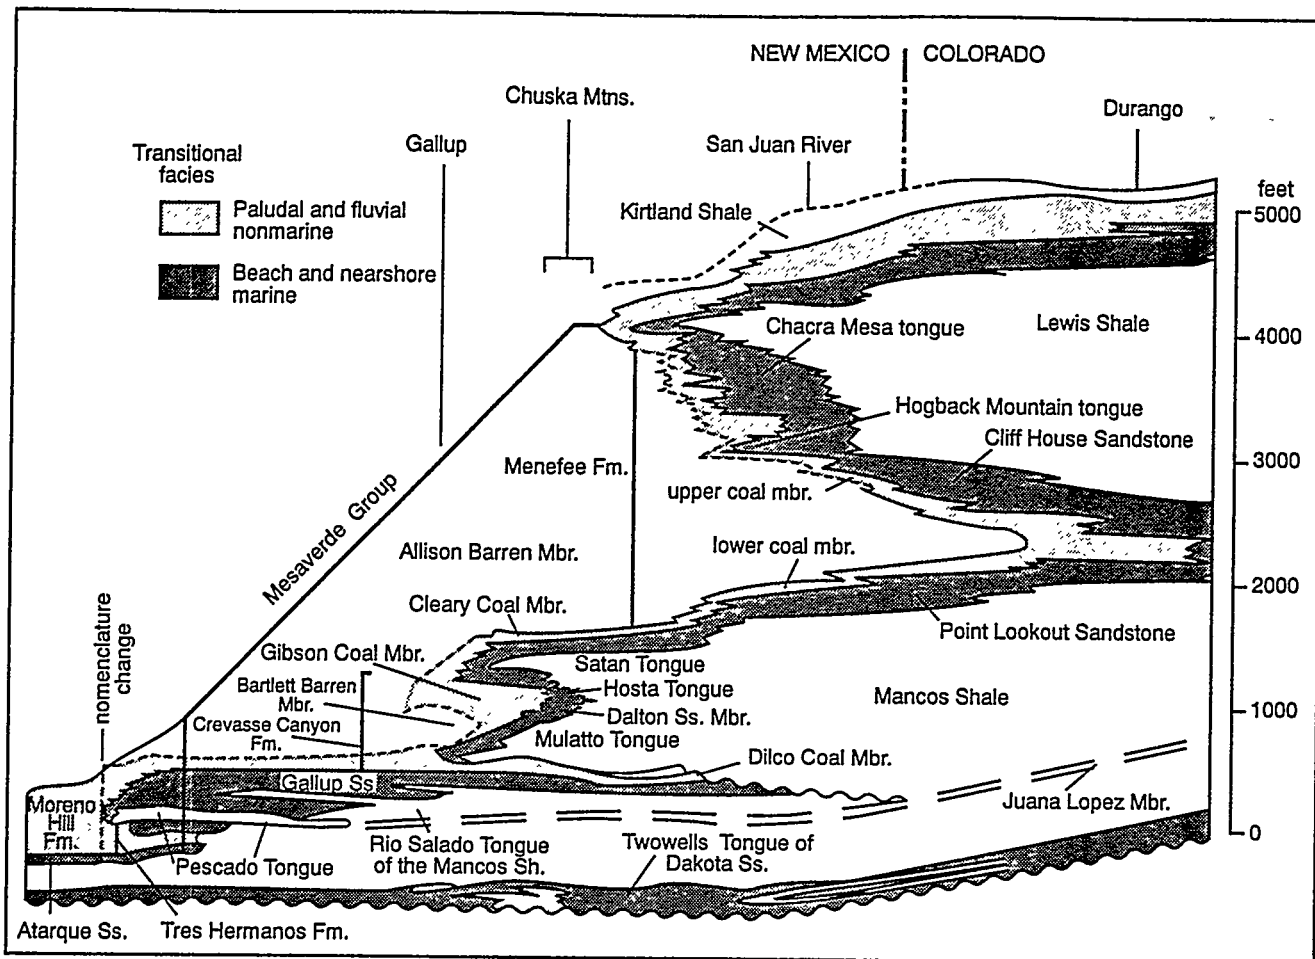 NEW MEXICO
COLORADO
Chuska Mtns.
Durango
Gallup
San Juan River
Transitional
facies
Paludal and fluvial
nonmarine
Beach and nearshore
marine
feet
5000
Kirtland Shale
Chacra Mesa tongue
Lewis Shale
4000
Hogback Mountain tongue
Cliff House Sandstone
3000
Menefee Fm.
upper coal mbr.
Mesaverde Group
Allison Barren Mbr.
lower coal mbr.
2000
Cleary Coal Mbr.
Point Lookout Sandstone
nomenclature
change
Gibson Coal Mbr.
Satan Tongue
Bartlett Barren
Mbr.
Hosta Tongue
Mancos Shale
Crevasse Canyon
Fm.
Dalton Ss. Mbr.
1000
Mulatto Tongue
Dilco Coal Mbr.
Gallup Ss
Moreno
Hill
Fm.
Juana Lopez Mbr.
0
Pescado Tongue
Rio Salado Tongue
of the Mancos Sh.
Twowells Tongue of
Dakota Ss.
Atarque Ss.
Tres Hermanos Fm.